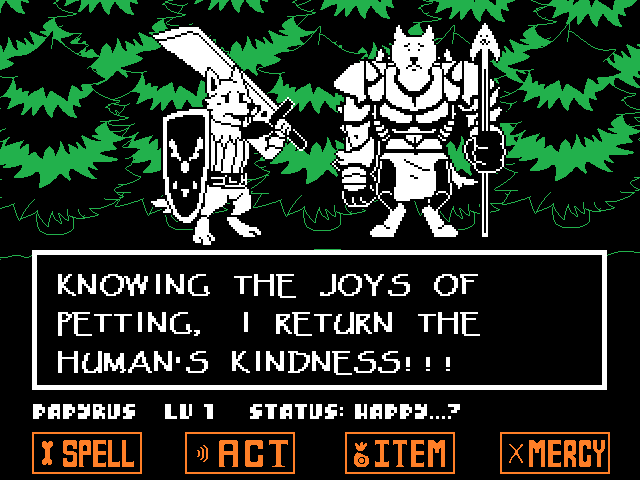 KNOWING THE JOYS OF
PETTING, I RETURN THE
HUMAN'S KINDNESS!!!
PAPYRUS LV 1 STATUS: HAPPY...?
SPELL ACT ITEM MERCY